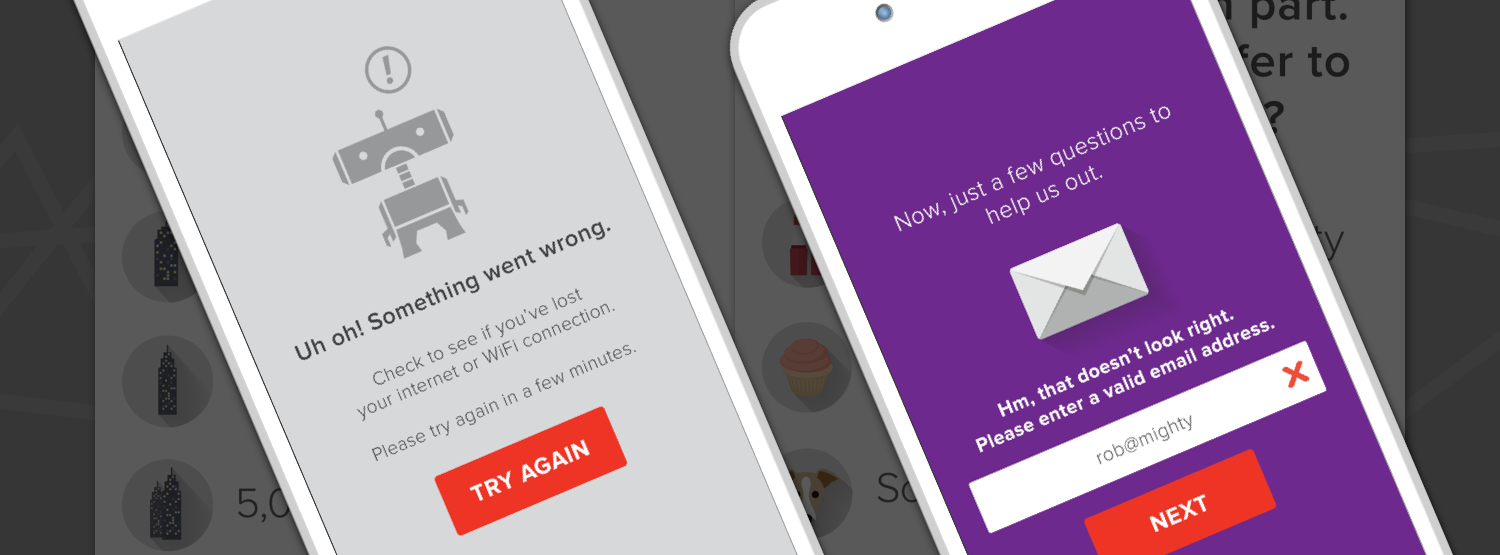 Uh oh! Something went wrong.
Check to see if you've lost
your internet or WiFi connection.
Please try again in a few minutes.
TRY AGAIN
5,0
Now, just a few questions to
help us out.
Hm, that doesn't look right.
Please enter a valid email address.
rob@mighty
NEXT
part.
fer to
?
ty
So